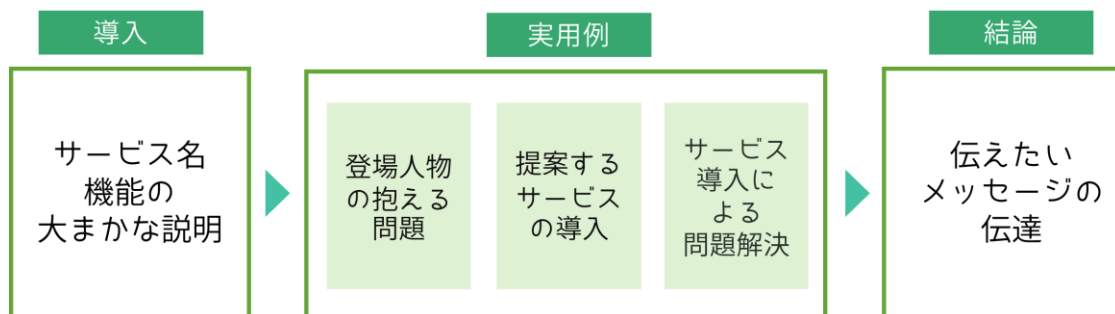 導入
サービス名
機能の
大まかな説明
実用例
登場人物
の抱える
問題
提案する
サービス
の導入
サービス
導入に
よる
問題解決
結論
伝えたい
メッセージの
伝達